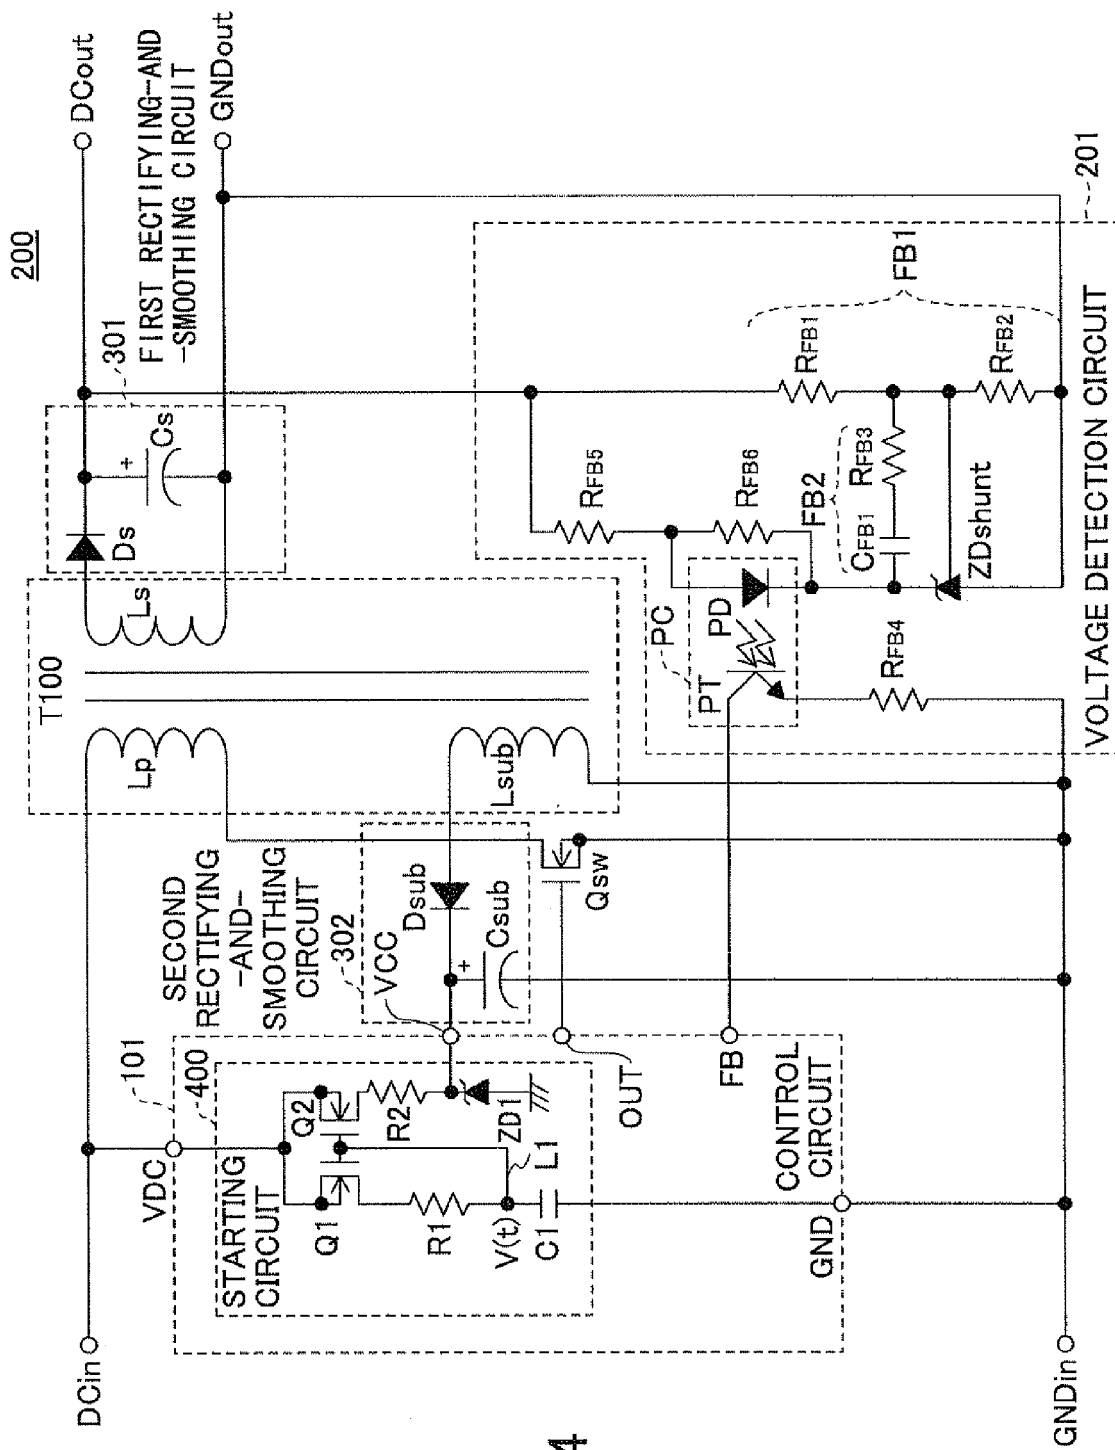 200
DCin
DCout
GNDout
FIRST RECTIFYING-AND
-SMOOTHING CIRCUIT
301
Ds
Cs
+
T100
Lp
Ls
Lsub
SECOND
RECTIFYING
-AND-
SMOOTHING
CIRCUIT
302
VCC
Dsub
Csub
+
Qsw
101
400
VDC
STARTING
CIRCUIT
Q1
Q2
R1
R2
V(t)
L1
C1
ZD1
OUT
FB
CONTROL
CIRCUIT
GND
GNDin
PC
PT
PD
RFB5
RFB6
FB2
CFB1
RFB3
RFB1
RFB2
FB1
ZDshunt
RFB4
201
VOLTAGE DETECTION CIRCUIT